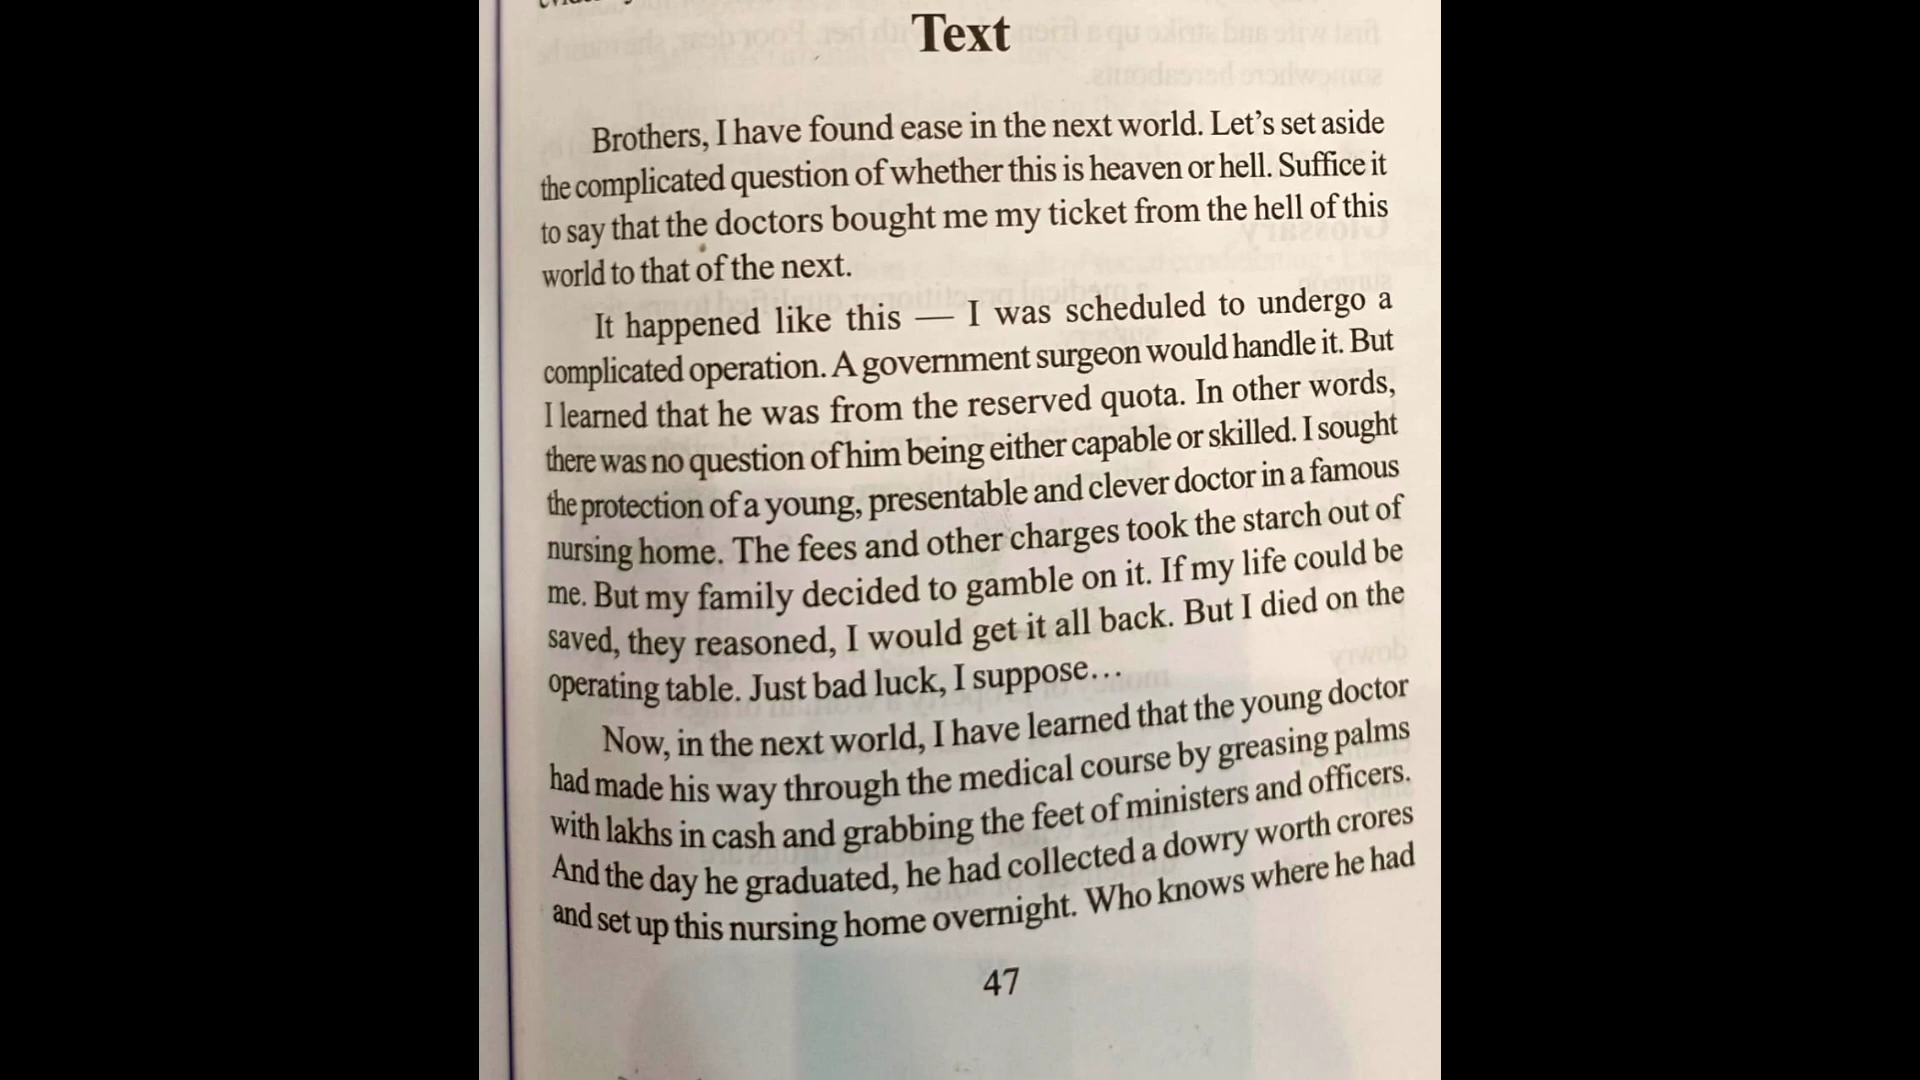 Text
Brothers, I have found ease in the next world. Let's set aside
the complicated question of whether this is heaven or hell. Suffice it
to say that the doctors bought me my ticket from the hell of this
world to that of the next.
It happened like this — I was scheduled to undergo a
complicated operation. A government surgeon would handle it. But
I learned that he was from the reserved quota. In other words,
there was no question of him being either capable or skilled. I sought
the protection of a young, presentable and clever doctor in a famous
nursing home. The fees and other charges took the starch out of
me. But my family decided to gamble on it. If my life could be
saved, they reasoned, I would get it all back. But I died on the
operating table. Just bad luck, I suppose…
Now, in the next world, I have learned that the young doctor
had made his way through the medical course by greasing palms
with lakhs in cash and grabbing the feet of ministers and officers.
And the day he graduated, he had collected a dowry worth crores
and set up this nursing home overnight. Who knows where he had
47